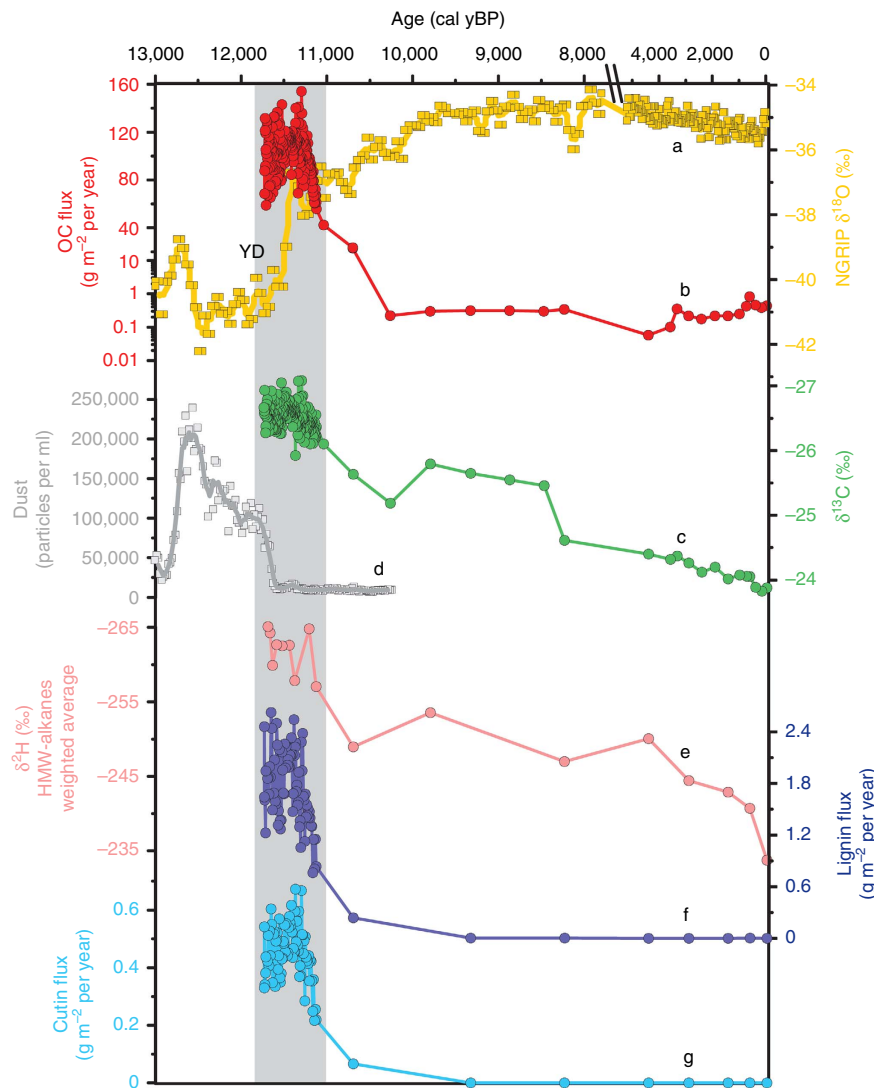 Age (cal yBP)
13,000 12,000 11,000 10,000 9,000 8,000 4,000 2,000 0
160
120
80
40
10
1
0.1
0.01
OC flux
(g m⁻² per year)
−34
−36
−38
−40
−42
NGRIP δ¹⁸O (‰)
a
YD
b
250,000
200,000
150,000
100,000
50,000
0
Dust
(particles per ml)
−27
−26
−25
−24
δ¹³C (‰)
c
d
−265
−255
−245
−235
δ²H (‰)
HMW-alkanes
weighted average
e
2.4
1.8
1.2
0.6
0
Lignin flux
(g m⁻² per year)
f
0.6
0.4
0.2
0
Cutin flux
(g m⁻² per year)
g